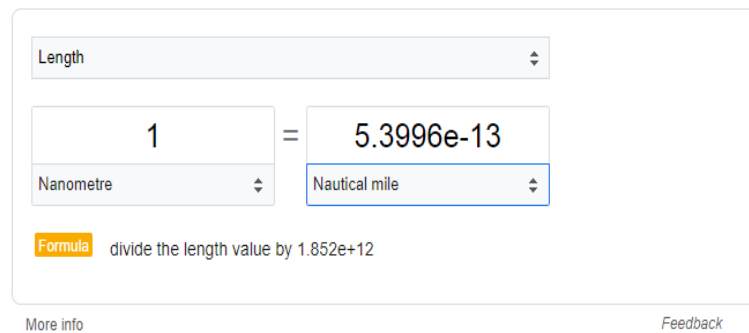 Length
1 = 5.3996e-13
Nanometre Nautical mile
Formula divide the length value by 1.852e+12
More info Feedback